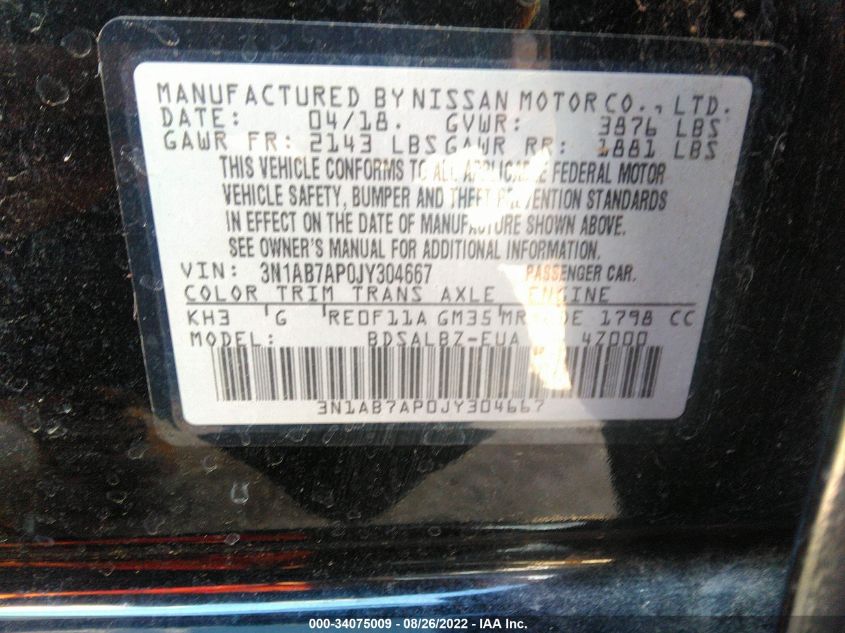 MANUFACTURED BY NISSAN MOTOR CO., LTD.
DATE: 04/18. GVWR: 3876 LBS
GAWR FR: 2143 LBS GAWR RR: 1881 LBS
THIS VEHICLE CONFORMS TO ALL APPLICABLE FEDERAL MOTOR
VEHICLE SAFETY, BUMPER AND THEFT PREVENTION STANDARDS
IN EFFECT ON THE DATE OF MANUFACTURE SHOWN ABOVE.
SEE OWNER'S MANUAL FOR ADDITIONAL INFORMATION.
VIN: 3N1AB7AP0JY304667 PASSENGER CAR.
COLOR TRIM TRANS AXLE ENGINE
KH3 G RE0F11A GM35 DE 1798 CC
MODEL: BDSALBZ-EUA 4Z000
3N1AB7AP0JY304667
000-34075009 - 08/26/2022 - IAA Inc.